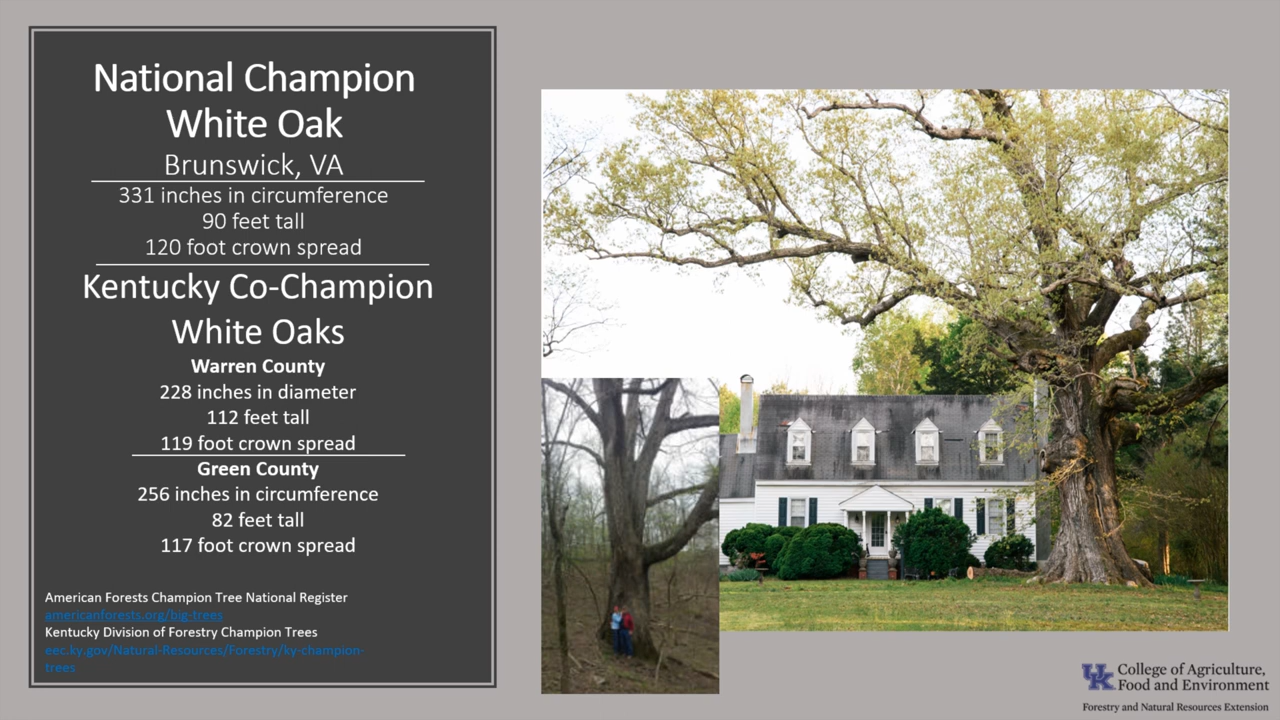 National Champion
White Oak
Brunswick, VA
331 inches in circumference
90 feet tall
120 foot crown spread
Kentucky Co-Champion
White Oaks
Warren County
228 inches in diameter
112 feet tall
119 foot crown spread
Green County
256 inches in circumference
82 feet tall
117 foot crown spread
American Forests Champion Tree National Register
americanforests.org/big-trees
Kentucky Division of Forestry Champion Trees
eec.ky.gov/Natural-Resources/Forestry/ky-champion-
trees
UK College of Agriculture,
Food and Environment
Forestry and Natural Resources Extension